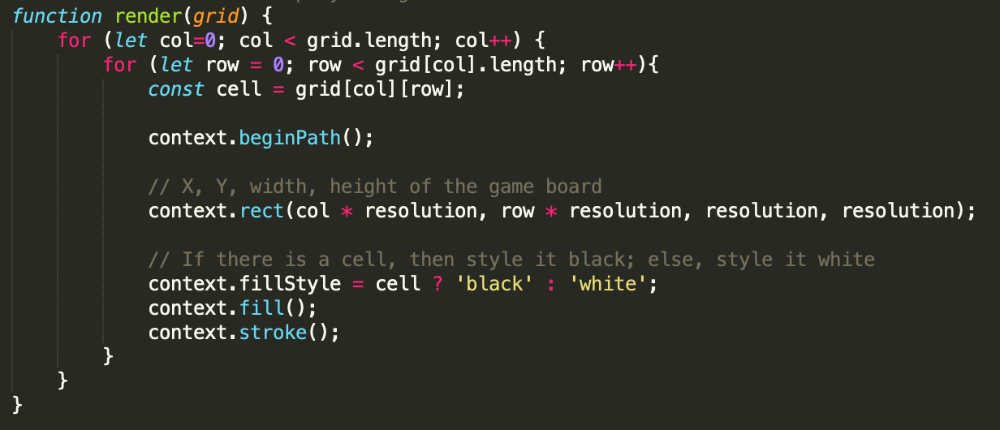 function render(grid) {
    for (let col=0; col < grid.length; col++) {
        for (let row = 0; row < grid[col].length; row++){
            const cell = grid[col][row];

            context.beginPath();

            // X, Y, width, height of the game board
            context.rect(col * resolution, row * resolution, resolution, resolution);

            // If there is a cell, then style it black; else, style it white
            context.fillStyle = cell ? 'black' : 'white';
            context.fill();
            context.stroke();
        }
    }
}